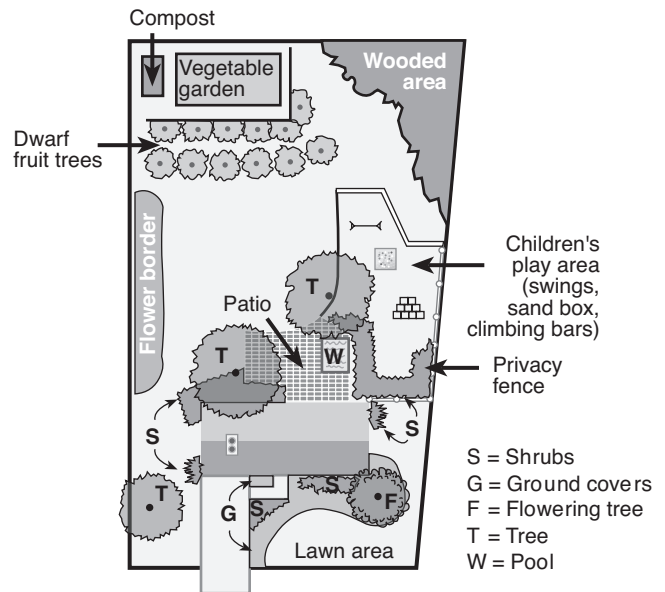 Compost
Vegetable
garden
Wooded
area
Dwarf
fruit trees
Flower border
Children's
play area
(swings,
sand box,
climbing bars)
T
Patio
T
W
Privacy
fence
S
S
T
G
S
S
F
Lawn area
S = Shrubs
G = Ground covers
F = Flowering tree
T = Tree
W = Pool